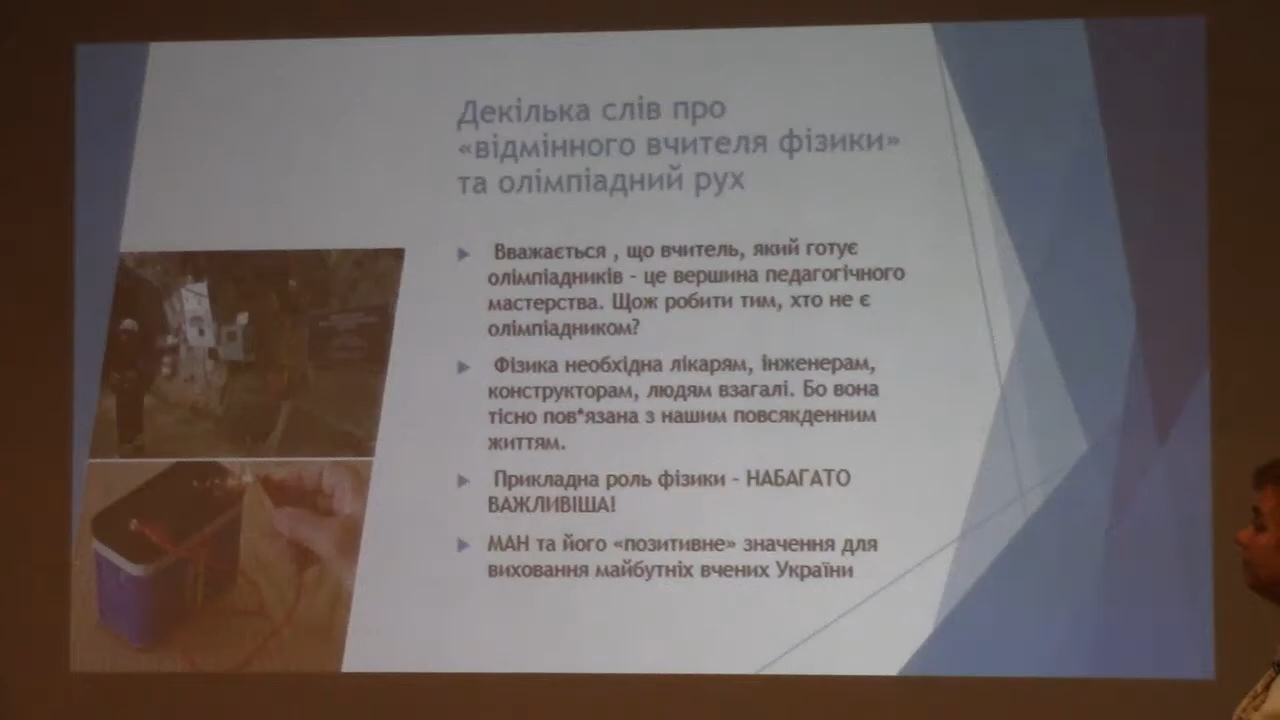 Декілька слів про
«відмінного вчителя фізики»
та олімпіадний рух
Вважається , що вчитель, який готує
олімпіадників - це вершина педагогічного
мастерства. Щож робити тим, хто не є
олімпіадником?
Фізика необхідна лікарям, інженерам,
конструкторам, людям взагалі. Бо вона
тісно пов*язана з нашим повсякденним
життям.
Прикладна роль фізики - НАБАГАТО
ВАЖЛИВІША!
МАН та його «позитивне» значення для
виховання майбутніх вчених України